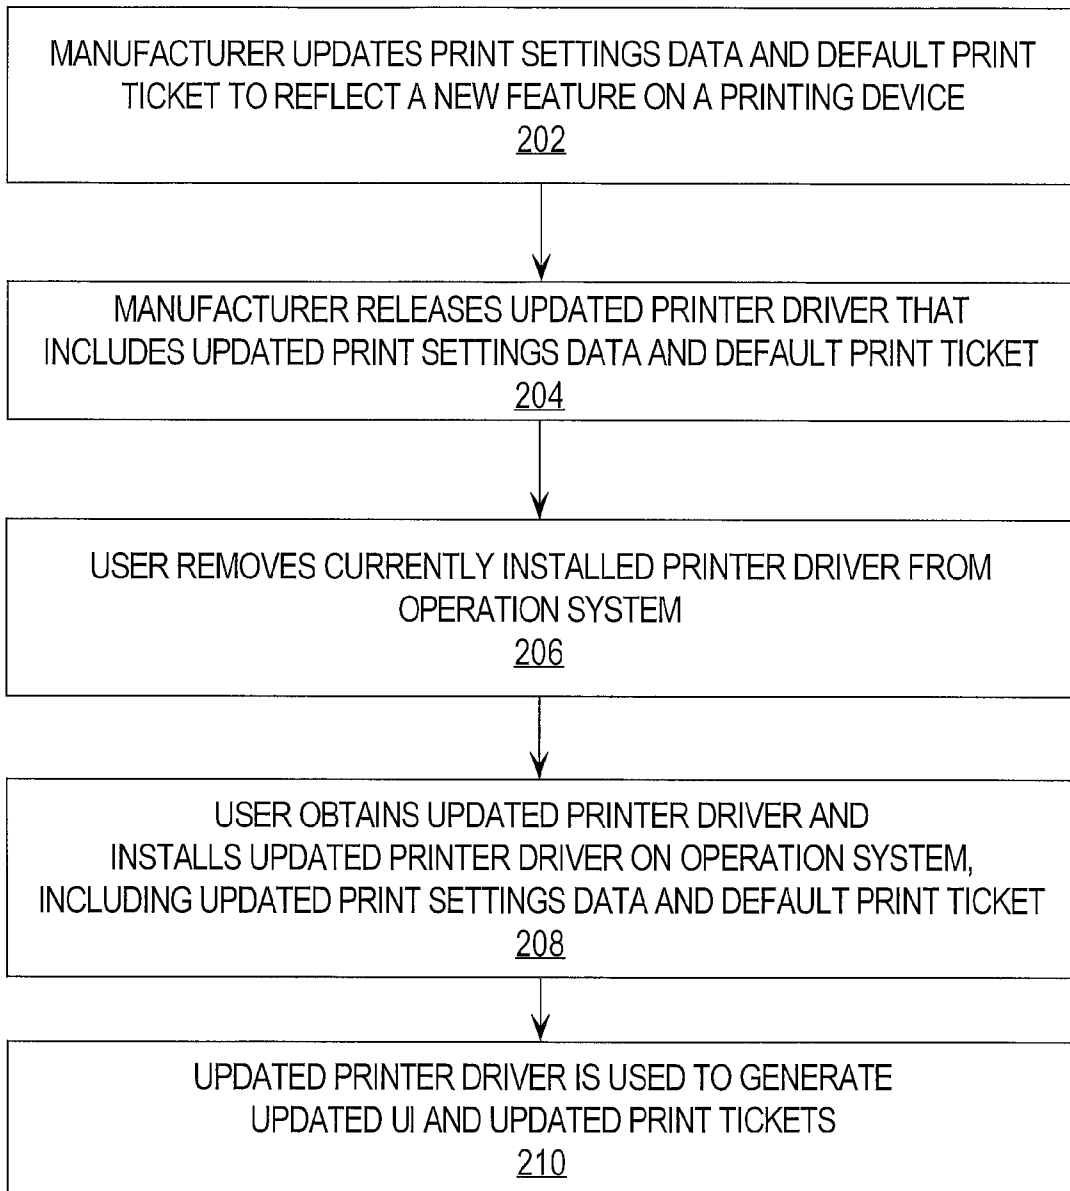 MANUFACTURER UPDATES PRINT SETTINGS DATA AND DEFAULT PRINT
TICKET TO REFLECT A NEW FEATURE ON A PRINTING DEVICE
202
MANUFACTURER RELEASES UPDATED PRINTER DRIVER THAT
INCLUDES UPDATED PRINT SETTINGS DATA AND DEFAULT PRINT TICKET
204
USER REMOVES CURRENTLY INSTALLED PRINTER DRIVER FROM
OPERATION SYSTEM
206
USER OBTAINS UPDATED PRINTER DRIVER AND
INSTALLS UPDATED PRINTER DRIVER ON OPERATION SYSTEM,
INCLUDING UPDATED PRINT SETTINGS DATA AND DEFAULT PRINT TICKET
208
UPDATED PRINTER DRIVER IS USED TO GENERATE
UPDATED UI AND UPDATED PRINT TICKETS
210